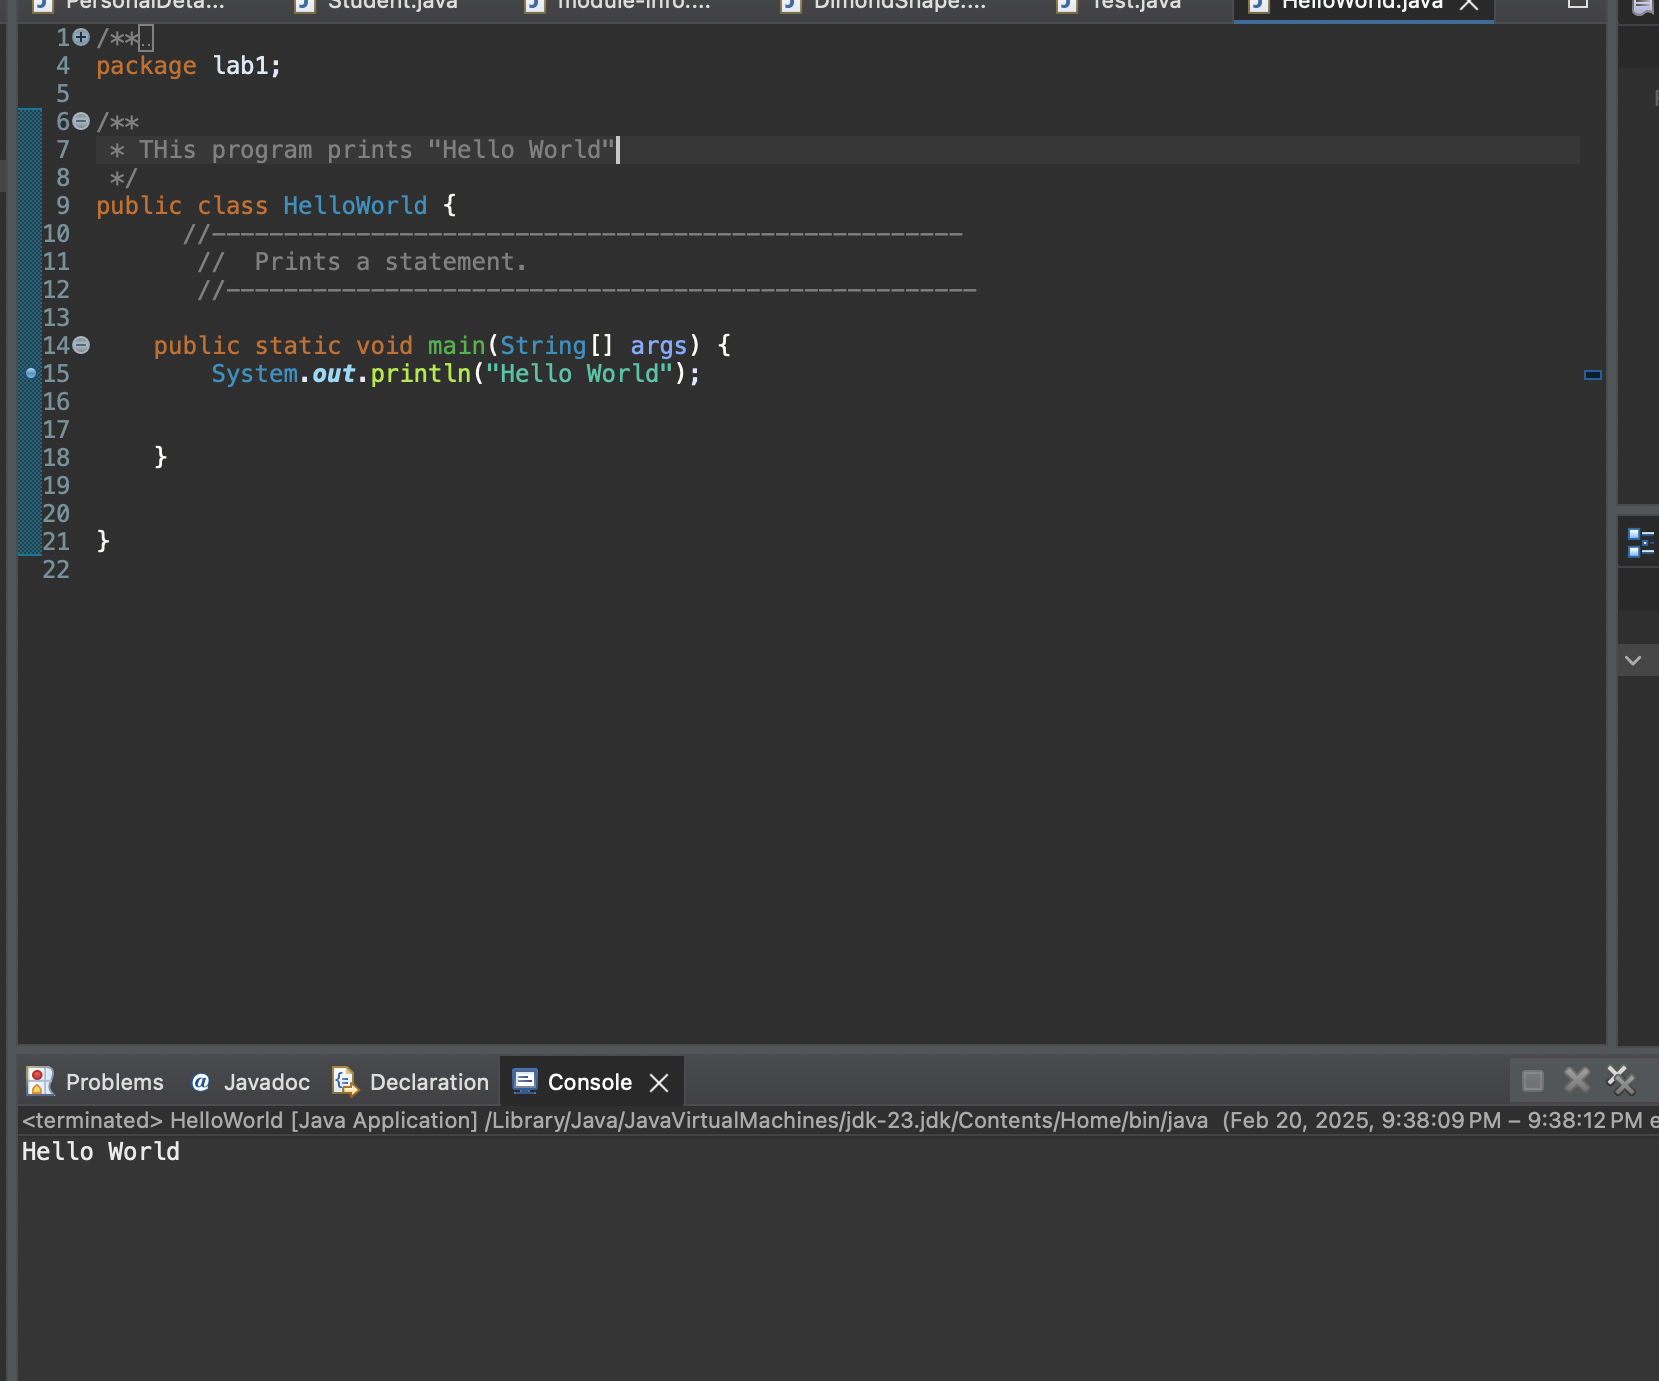 PersonalDeta... Student.java module-info.... DimondShape.... Test.java HelloWorld.java
1 /**..
4 package lab1;
5
6 /**
7 * THis program prints "Hello World"
8 */
9 public class HelloWorld {
10 //----------------------------------------------------
11 // Prints a statement.
12 //----------------------------------------------------
13
14 public static void main(String[] args) {
15 System.out.println("Hello World");
16
17
18 }
19
20
21 }
22
Problems @ Javadoc Declaration Console
<terminated> HelloWorld [Java Application] /Library/Java/JavaVirtualMachines/jdk-23.jdk/Contents/Home/bin/java (Feb 20, 2025, 9:38:09 PM – 9:38:12 PM e
Hello World